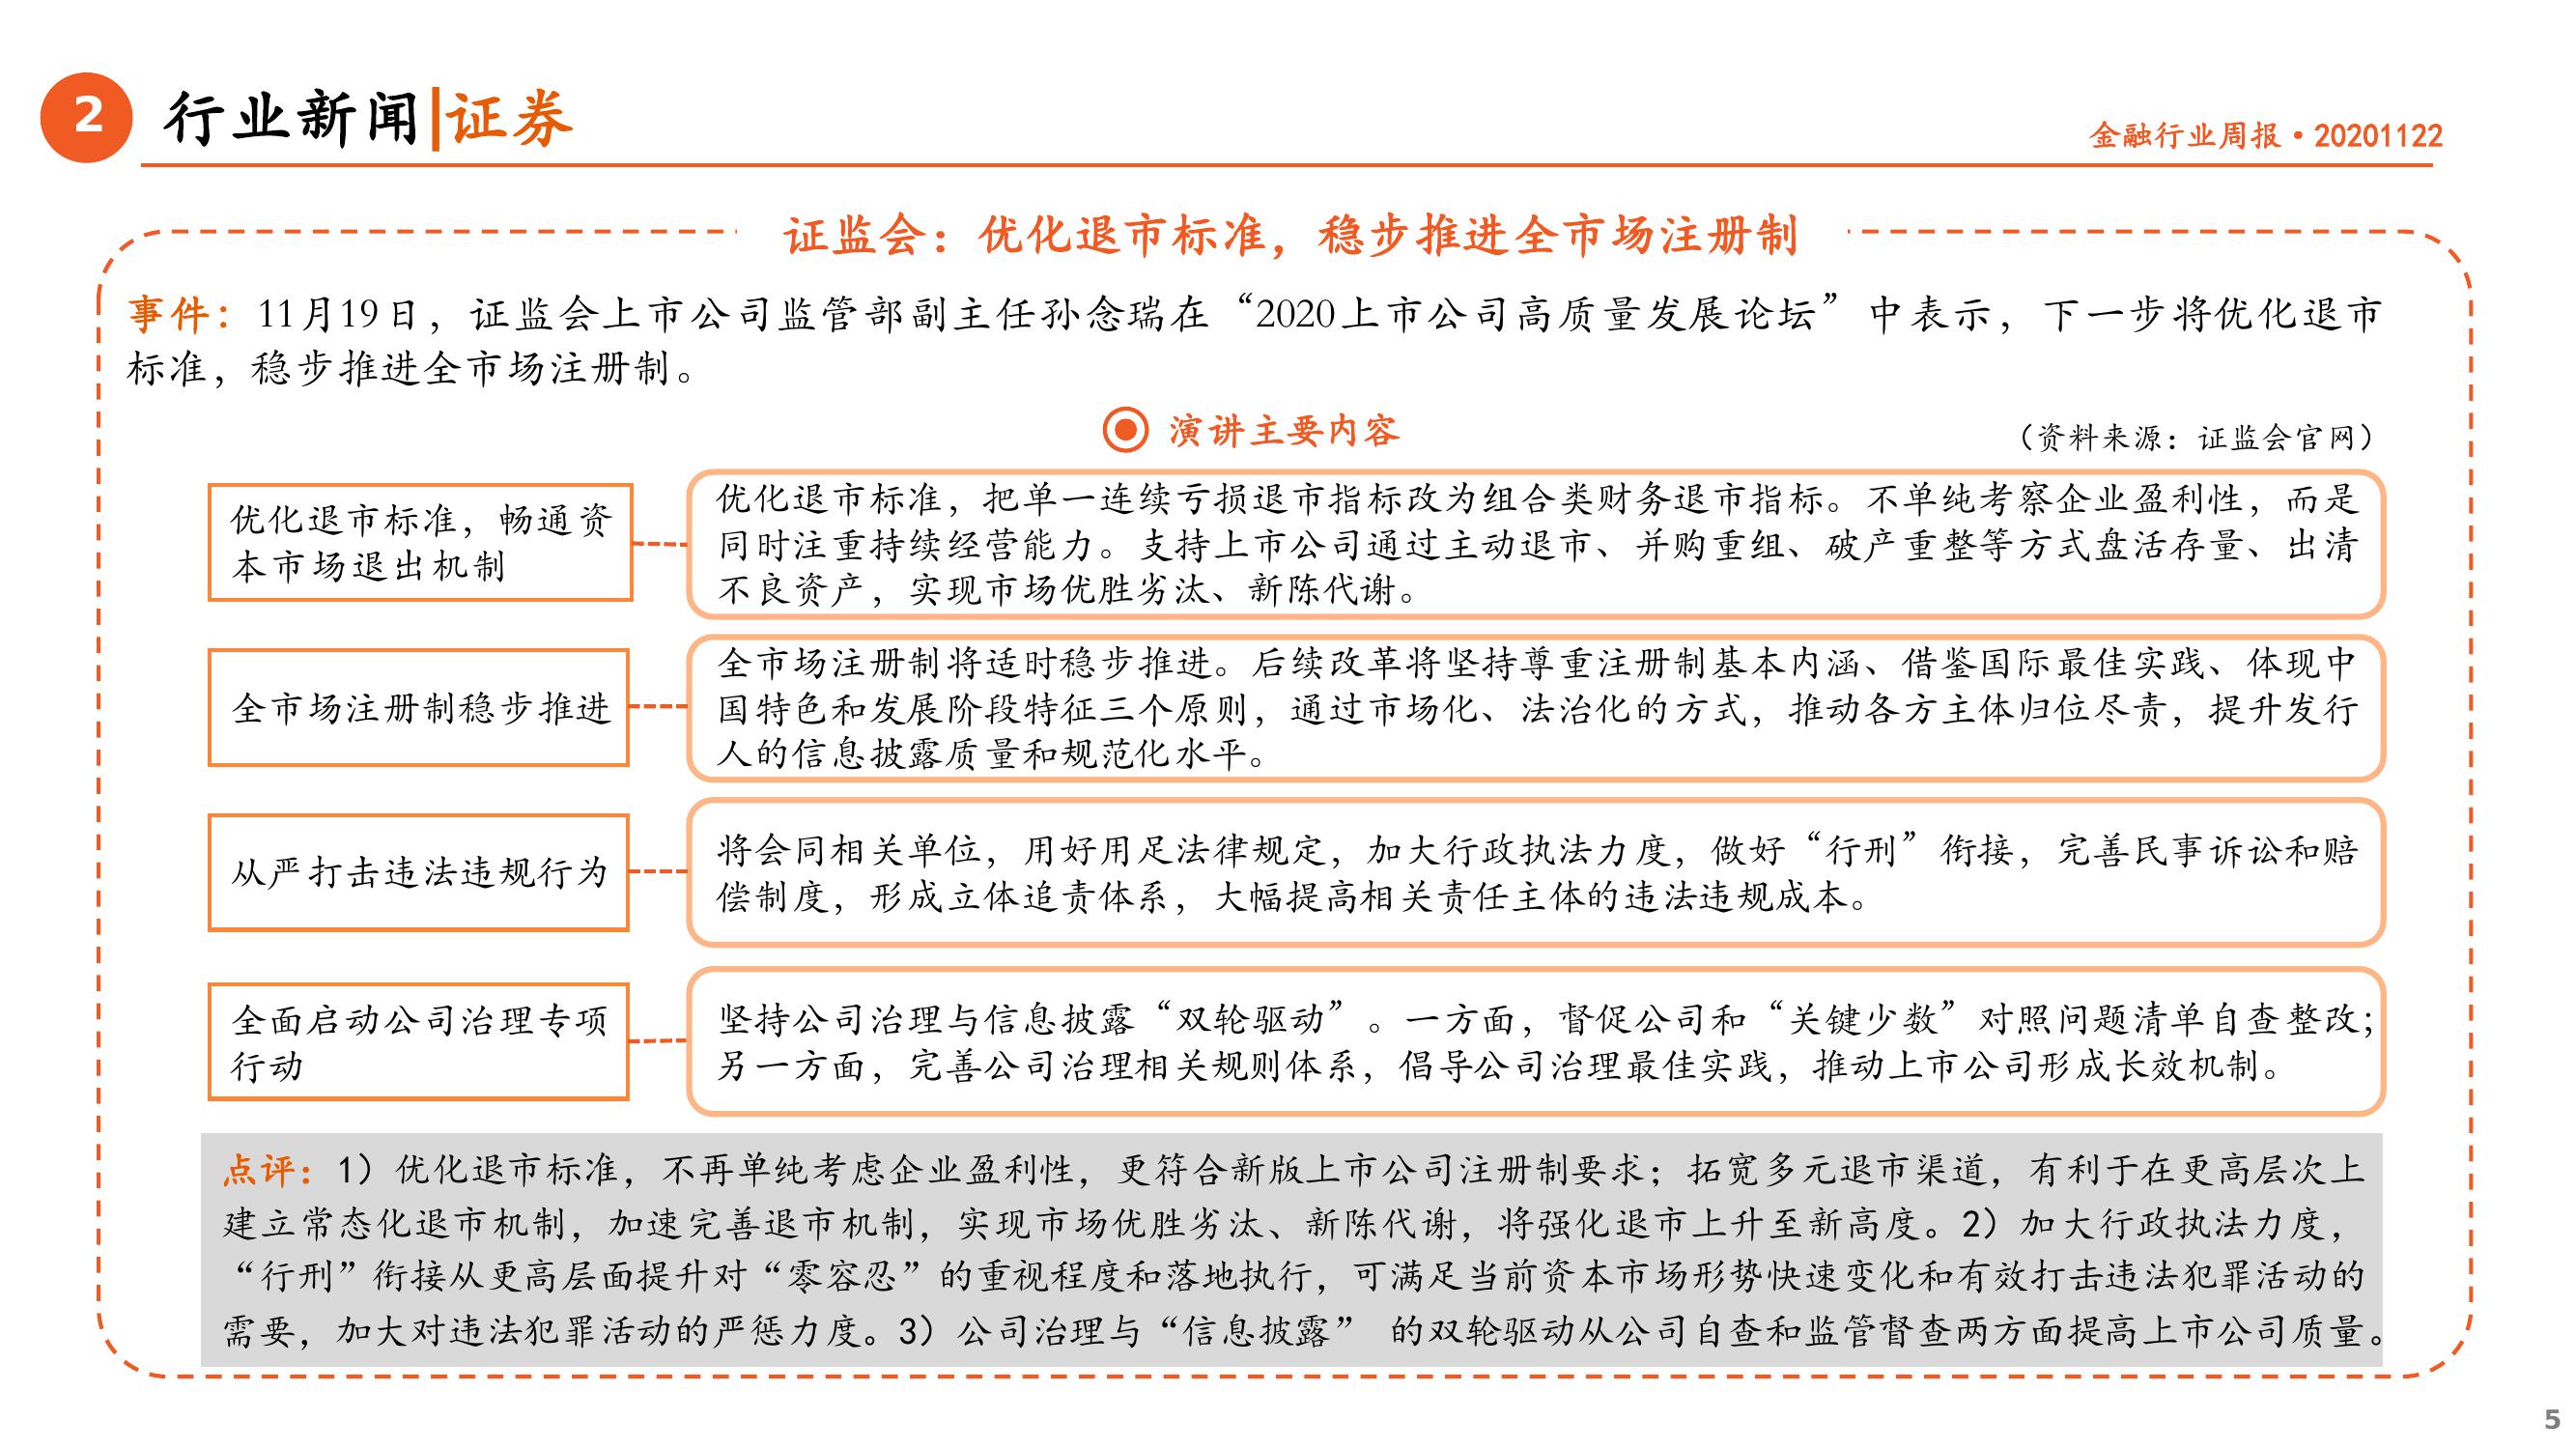 2
行业新闻|证券
金融行业周报•20201122
证监会：优化退市标准，稳步推进全市场注册制
事件：11月19日，证监会上市公司监管部副主任孙念瑞在“2020上市公司高质量发展论坛”中表示，下一步将优化退市
标准，稳步推进全市场注册制。
演讲主要内容
（资料来源：证监会官网）
优化退市标准，畅通资
本市场退出机制
优化退市标准，把单一连续亏损退市指标改为组合类财务退市指标。不单纯考察企业盈利性，而是
同时注重持续经营能力。支持上市公司通过主动退市、并购重组、破产重整等方式盘活存量、出清
不良资产，实现市场优胜劣汰、新陈代谢。
全市场注册制稳步推进
全市场注册制将适时稳步推进。后续改革将坚持尊重注册制基本内涵、借鉴国际最佳实践、体现中
国特色和发展阶段特征三个原则，通过市场化、法治化的方式，推动各方主体归位尽责，提升发行
人的信息披露质量和规范化水平。
从严打击违法违规行为
将会同相关单位，用好用足法律规定，加大行政执法力度，做好“行刑”衔接，完善民事诉讼和赔
偿制度，形成立体追责体系，大幅提高相关责任主体的违法违规成本。
全面启动公司治理专项
行动
坚持公司治理与信息披露“双轮驱动”。一方面，督促公司和“关键少数”对照问题清单自查整改；
另一方面，完善公司治理相关规则体系，倡导公司治理最佳实践，推动上市公司形成长效机制。
点评：1）优化退市标准，不再单纯考虑企业盈利性，更符合新版上市公司注册制要求；拓宽多元退市渠道，有利于在更高层次上
建立常态化退市机制，加速完善退市机制，实现市场优胜劣汰、新陈代谢，将强化退市上升至新高度。2）加大行政执法力度，
“行刑”衔接从更高层面提升对“零容忍”的重视程度和落地执行，可满足当前资本市场形势快速变化和有效打击违法犯罪活动的
需要，加大对违法犯罪活动的严惩力度。3）公司治理与“信息披露” 的双轮驱动从公司自查和监管督查两方面提高上市公司质量。
5